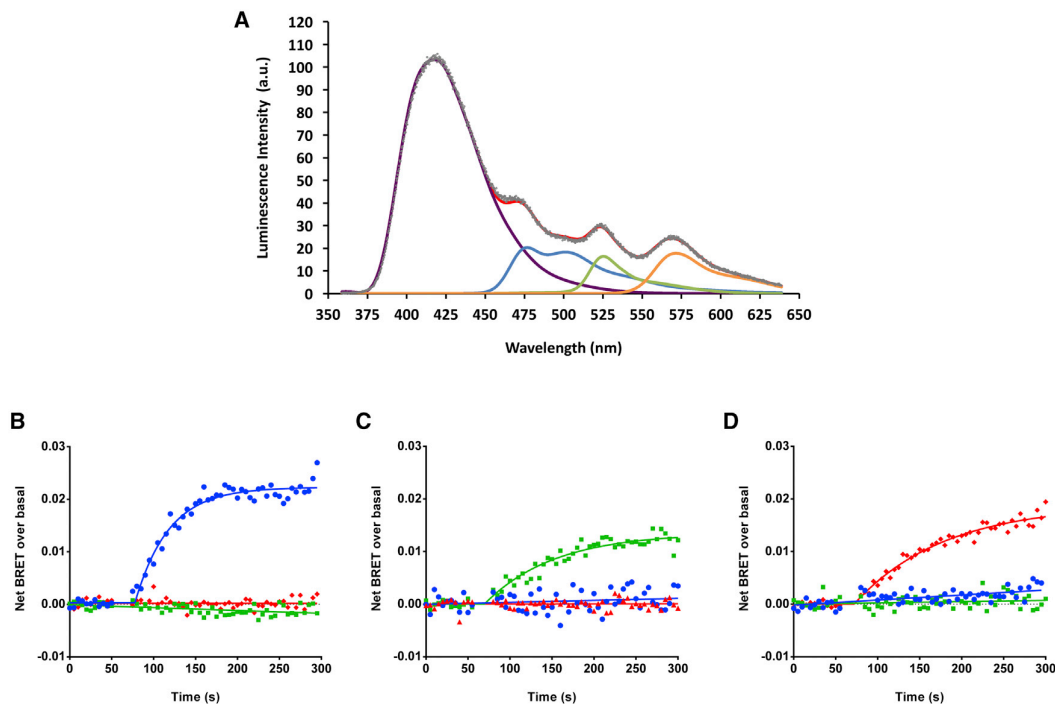 A
120
110
100
90
80
70
60
50
40
30
20
10
0
Luminescence Intensity (a.u.)
350 375 400 425 450 475 500 525 550 575 600 625 650
Wavelength (nm)
B
0.03
0.02
0.01
0.00
-0.01
Net BRET over basal
0 50 100 150 200 250 300
Time (s)
C
0.03
0.02
0.01
0.00
-0.01
Net BRET over basal
0 50 100 150 200 250 300
Time (s)
D
0.03
0.02
0.01
0.00
-0.01
Net BRET over basal
0 50 100 150 200 250 300
Time (s)